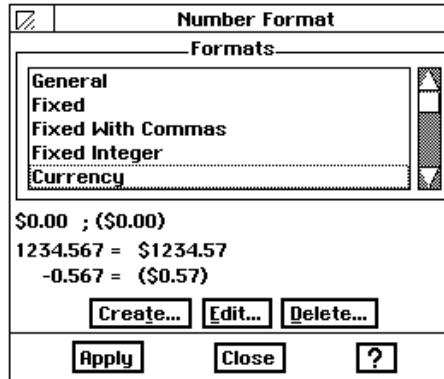 Number Format
Formats
General
Fixed
Fixed With Commas
Fixed Integer
Currency
$0.00 ; ($0.00)
1234.567 = $1234.57
-0.567 = ($0.57)
Create... Edit... Delete...
Apply Close ?